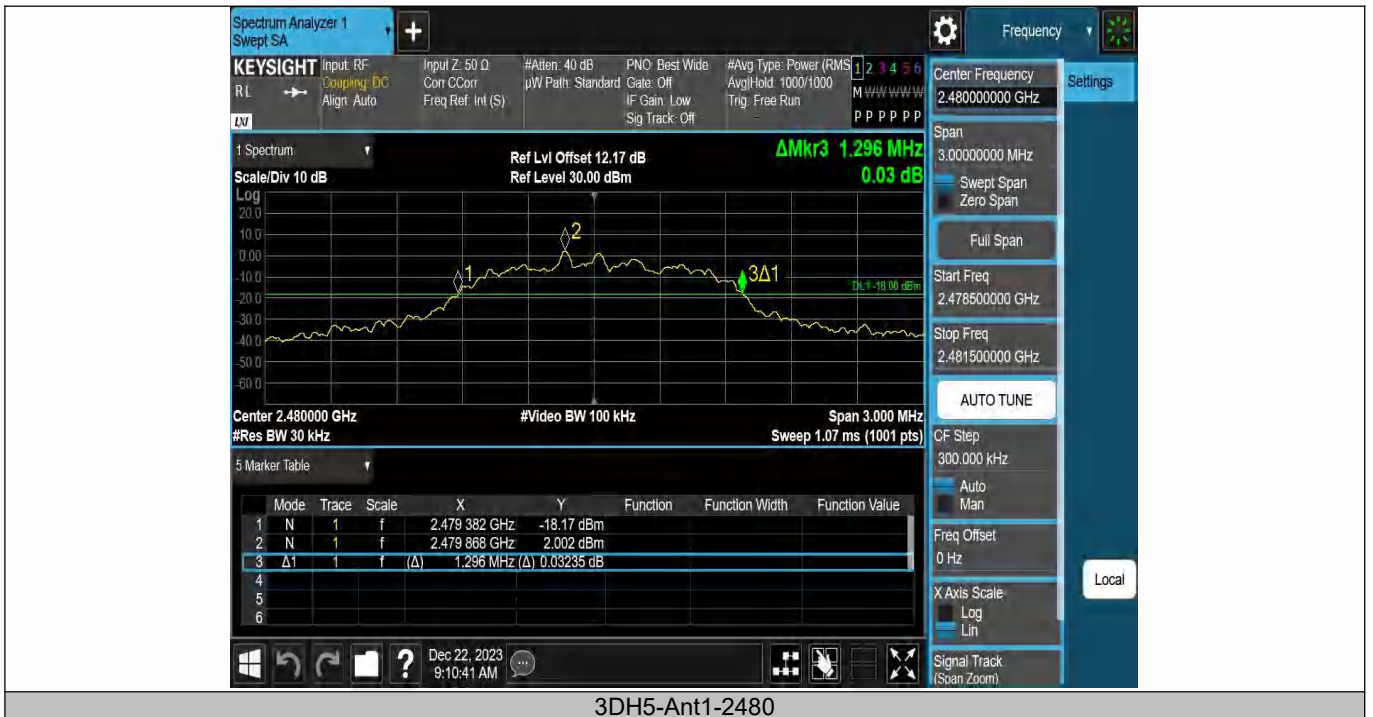 Spectrum Analyzer 1
Swept SA
+
Frequency
KEYSIGHT
RL
LXI
Input: RF
Coupling: DC
Align: Auto
Input Z: 50 Ω
Corr CCorr
Freq Ref: Int (S)
#Atten: 40 dB
µW Path: Standard
PNO: Best Wide
Gate: Off
IF Gain: Low
Sig Track: Off
#Avg Type: Power (RMS
Avg|Hold: 1000/1000
Trig: Free Run
1 2 3 4 5 6
M W W W W W
P P P P P P
1 Spectrum
Scale/Div 10 dB
Ref Lvl Offset 12.17 dB
Ref Level 30.00 dBm
ΔMkr3 1.296 MHz
0.03 dB
Log
20.0
10.0
0.00
-10.0
-20.0
-30.0
-40.0
-50.0
-60.0
1
2
3Δ1
DL1 -18.00 dBm
Center 2.480000 GHz
#Video BW 100 kHz
Span 3.000 MHz
#Res BW 30 kHz
Sweep 1.07 ms (1001 pts)
5 Marker Table
Mode Trace Scale X Y Function Function Width Function Value
1 N 1 f 2.479 382 GHz -18.17 dBm
2 N 1 f 2.479 868 GHz 2.002 dBm
3 Δ1 1 f (Δ) 1.296 MHz (Δ) 0.03235 dB
4
5
6
?
Dec 22, 2023
9:10:41 AM
Center Frequency
2.480000000 GHz
Settings
Span
3.00000000 MHz
Swept Span
Zero Span
Full Span
Start Freq
2.478500000 GHz
Stop Freq
2.481500000 GHz
AUTO TUNE
CF Step
300.000 kHz
Auto
Man
Freq Offset
0 Hz
X Axis Scale
Log
Lin
Local
Signal Track
(Span Zoom)
3DH5-Ant1-2480